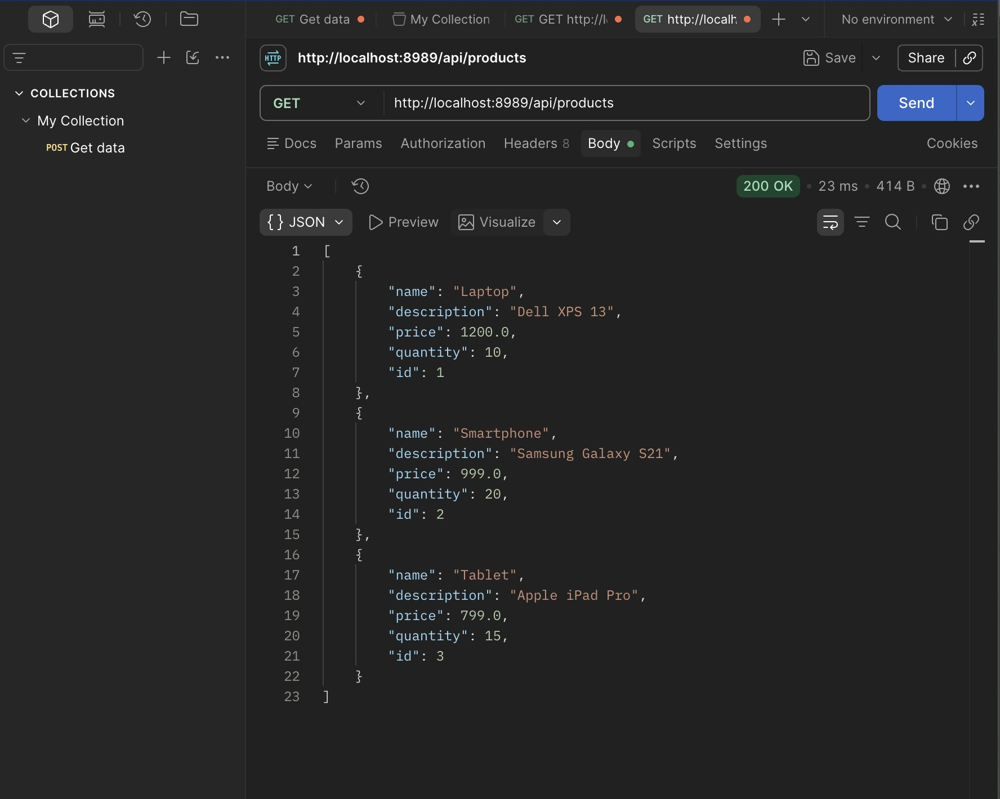 GET Get data
My Collection
GET GET http://l
GET http://localh
No environment
COLLECTIONS
My Collection
POST Get data
HTTP http://localhost:8989/api/products
Save
Share
GET http://localhost:8989/api/products
Send
Docs Params Authorization Headers 8 Body Scripts Settings Cookies
Body
200 OK • 23 ms • 414 B
{} JSON Preview Visualize
1 [
2 {
3 "name": "Laptop",
4 "description": "Dell XPS 13",
5 "price": 1200.0,
6 "quantity": 10,
7 "id": 1
8 },
9 {
10 "name": "Smartphone",
11 "description": "Samsung Galaxy S21",
12 "price": 999.0,
13 "quantity": 20,
14 "id": 2
15 },
16 {
17 "name": "Tablet",
18 "description": "Apple iPad Pro",
19 "price": 799.0,
20 "quantity": 15,
21 "id": 3
22 }
23 ]